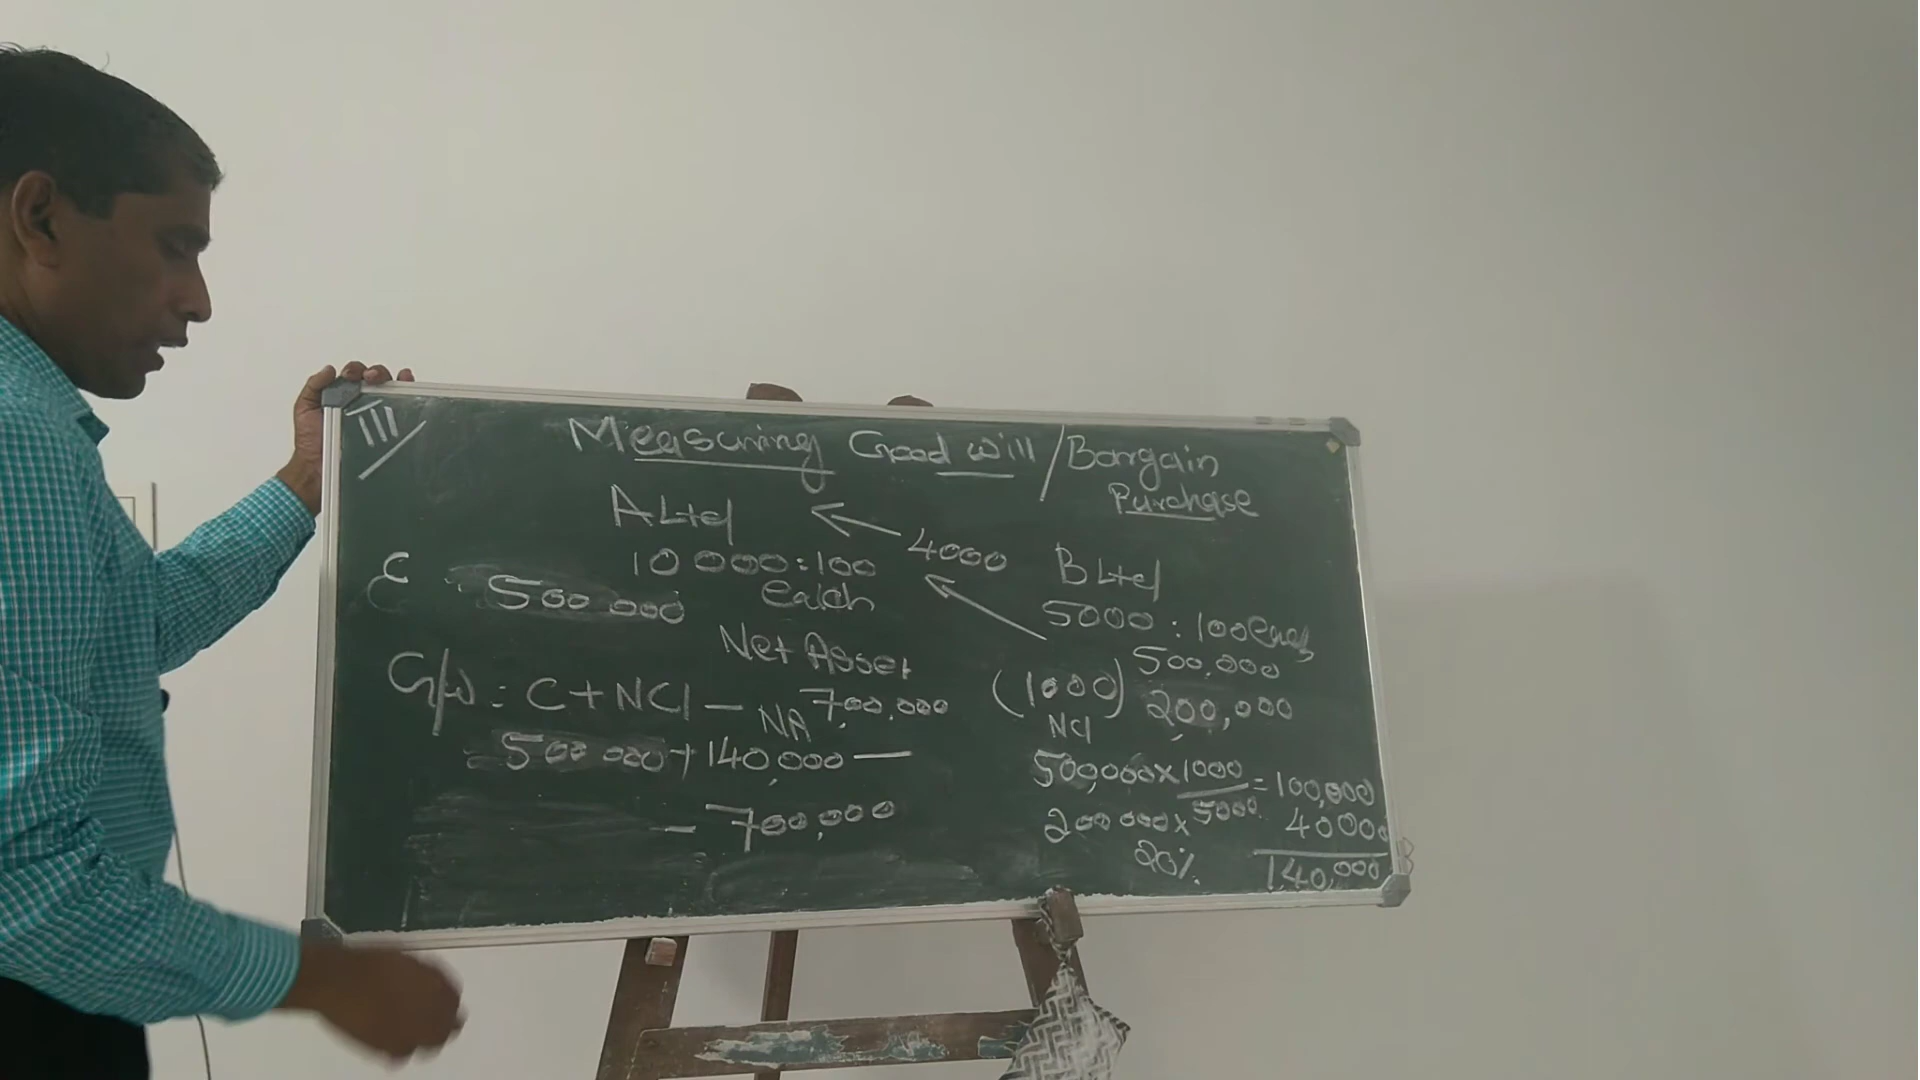 III/
Measuring Good will / Bargain
Purchase
A Ltd
4000
10 000 : 100
each
B Ltd
5000 : 100 each
C 500 000
Net Asset
500,000
G/w : C + NCI - NA 700,000
(1000) 200,000
NCI
500 000 + 140,000 -
500,000 x 1000/5000 = 100,000
- 700,000
200 000 x 20% 40000
140,000